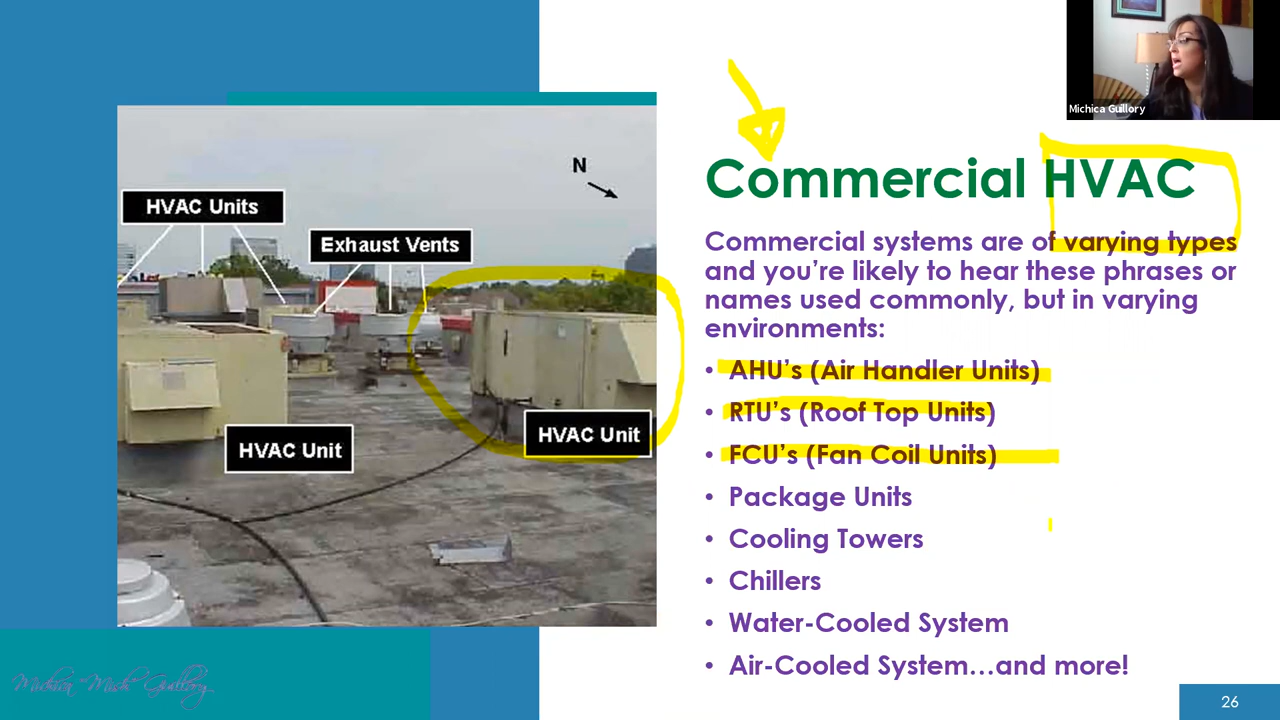 Michica Guillory
N
HVAC Units
Exhaust Vents
HVAC Unit
HVAC Unit
Commercial HVAC
Commercial systems are of varying types
and you're likely to hear these phrases or
names used commonly, but in varying
environments:
• AHU's (Air Handler Units)
• RTU's (Roof Top Units)
• FCU's (Fan Coil Units)
• Package Units
• Cooling Towers
• Chillers
• Water-Cooled System
• Air-Cooled System...and more!
Michica "Mish" Guillory
26